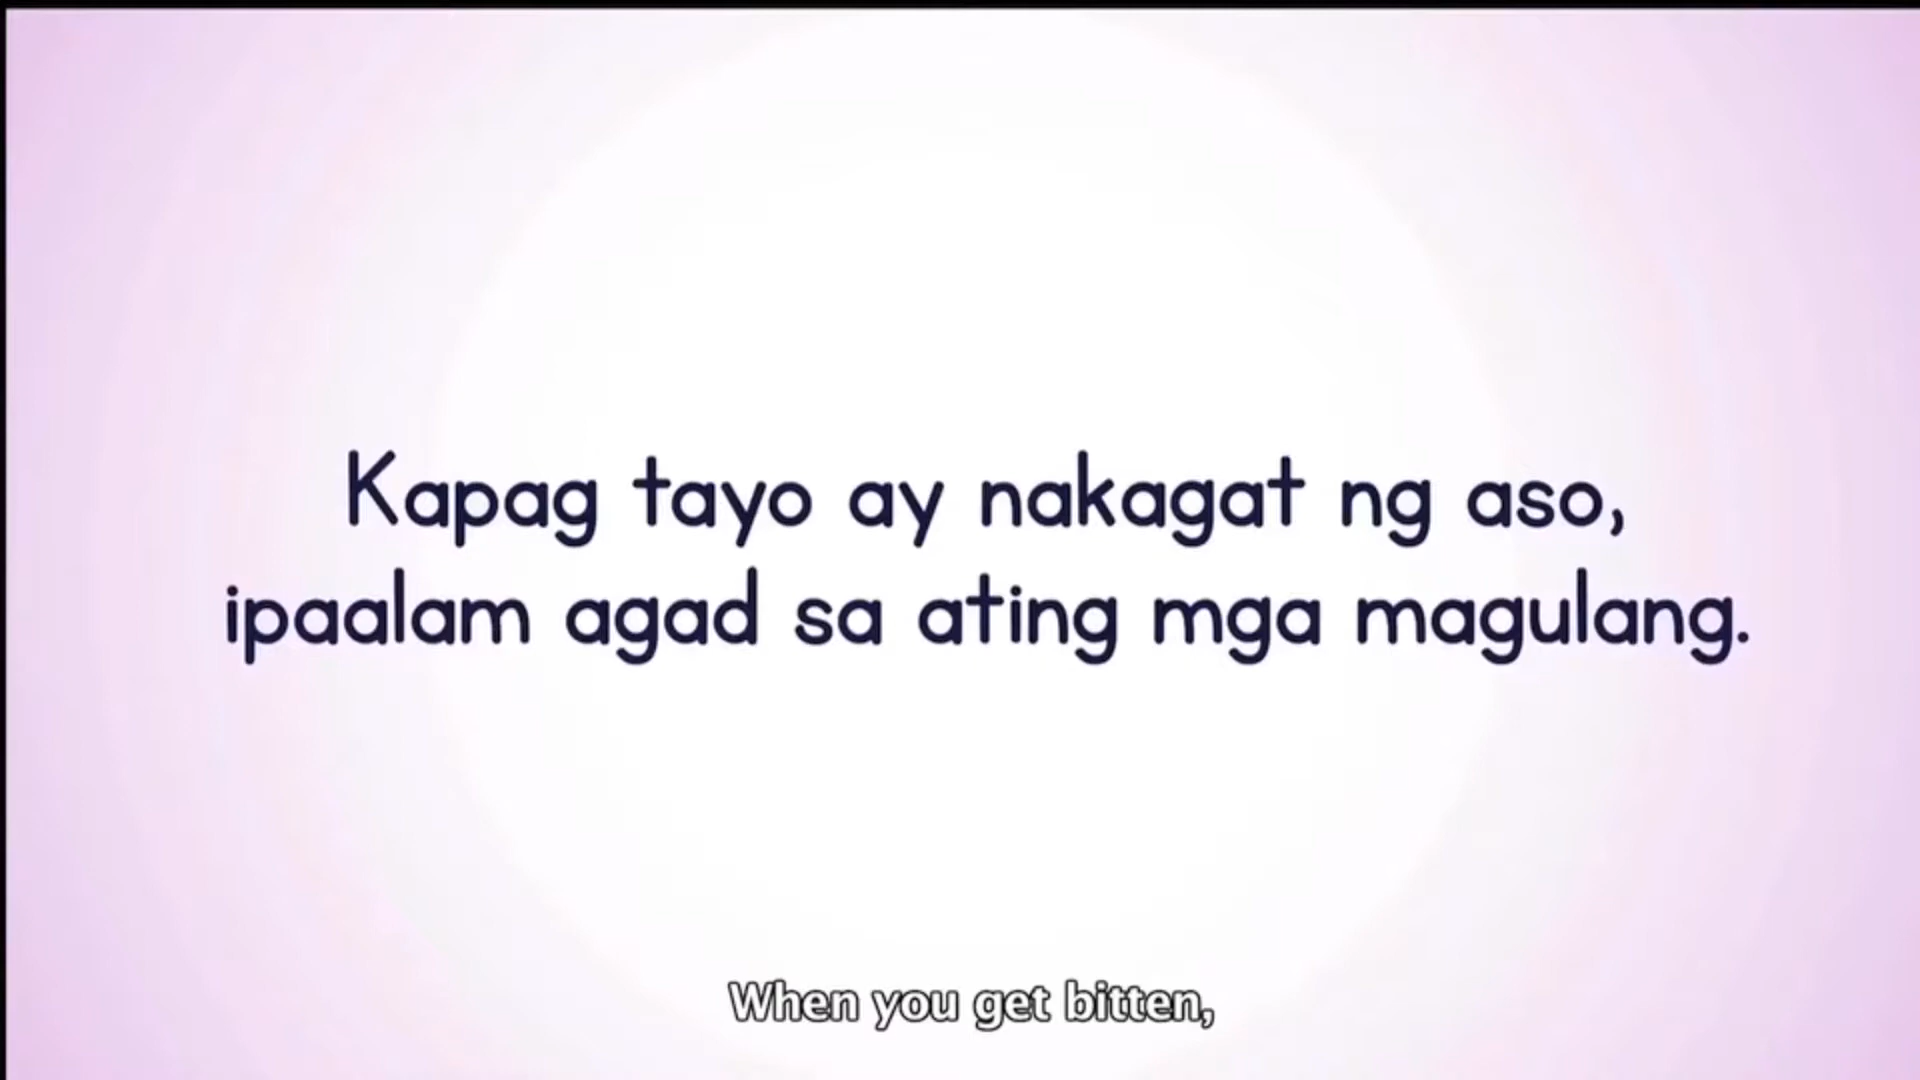 Kapag tayo ay nakagat ng aso,
ipaalam agad sa ating mga magulang.
When you get bitten,